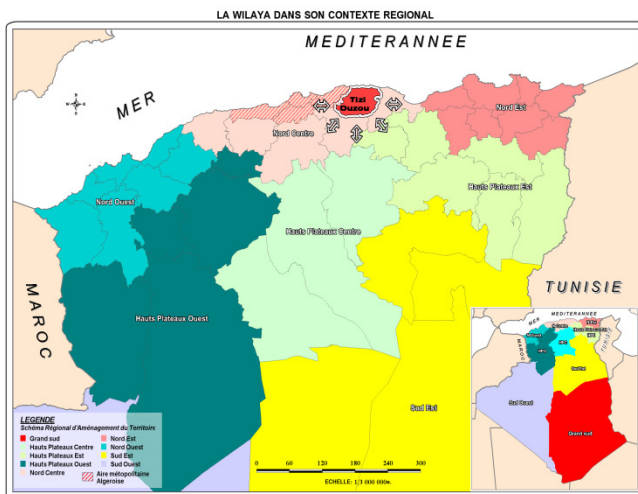 LA WILAYA DANS SON CONTEXTE REGIONAL
MEDITERANNEE
MER
Tizi
Ouzou
Nord Est
Nord Centre
Nord Ouest
Hauts Plateaux Est
Hauts Plateaux Centre
Hauts Plateaux Ouest
TUNISIE
MAROC
Sud Est
MER
MEDITERANNEE
MAROC
TUNISIE
Sud Ouest
Grand sud
LEGENDE
Schéma Régional d'Aménagement du Territoire
Grand sud
Hauts Plateaux Centre
Hauts Plateaux Est
Hauts Plateaux Ouest
Nord Centre
Nord Est
Nord Ouest
Sud Est
Sud Ouest
Aire métropolitaine
Algeroise
0 60 120 180 240 300
ECHELLE: 1/3 000 000e.